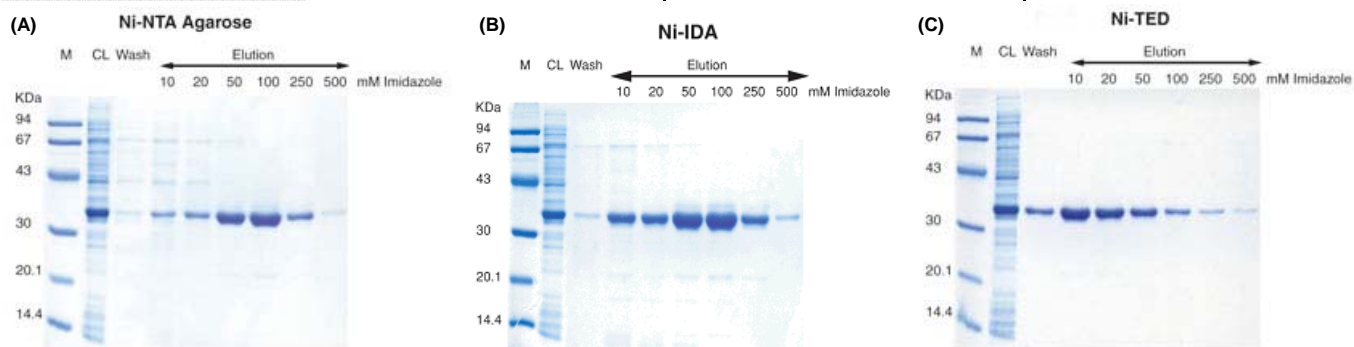 (A)
Ni-NTA Agarose
M CL Wash Elution
10 20 50 100 250 500 mM Imidazole
KDa
94
67
43
30
20.1
14.4
(B)
Ni-IDA
M CL Wash Elution
10 20 50 100 250 500 mM Imidazole
KDa
94
67
43
30
20.1
14.4
(C)
Ni-TED
M CL Wash Elution
10 20 50 100 250 500 mM Imidazole
KDa
94
67
43
30
20.1
14.4